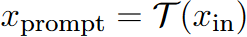 x_prompt = 𝒯(x_in)